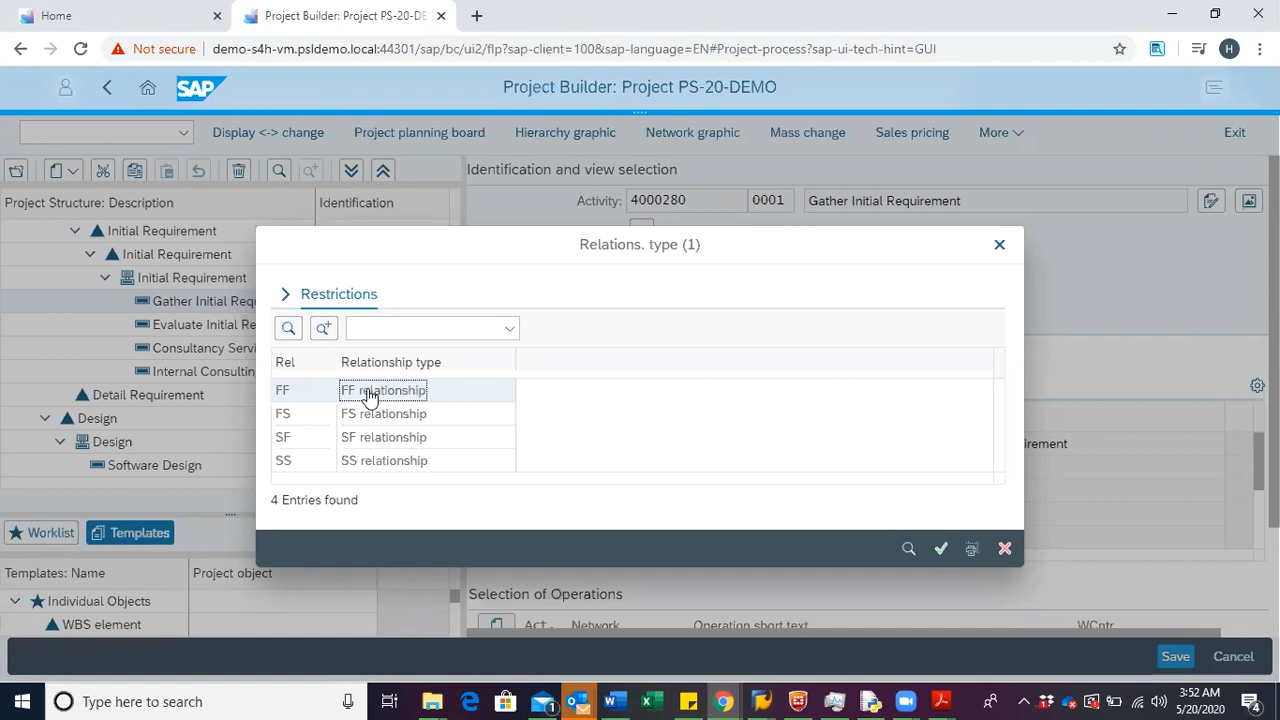 Home
Project Builder: Project PS-20-DE
Not secure
demo-s4h-vm.psldemo.local:44301/sap/bc/ui2/flp?sap-client=100&sap-language=EN#Project-process?sap-ui-tech-hint=GUI
H
SAP
Project Builder: Project PS-20-DEMO
Display <-> change
Project planning board
Hierarchy graphic
Network graphic
Mass change
Sales pricing
More
Exit
Identification and view selection
Project Structure: Description
Identification
Activity:
4000280
0001
Gather Initial Requirement
Initial Requirement
Initial Requirement
Initial Requirement
Gather Initial Requ
Evaluate Initial Re
Consultancy Servi
Internal Consultin
Detail Requirement
Design
Design
Software Design
Relations. type (1)
Restrictions
Rel
Relationship type
FF
FF relationship
FS
FS relationship
SF
SF relationship
SS
SS relationship
4 Entries found
irement
Worklist
Templates
Templates: Name
Project object
Individual Objects
WBS element
Selection of Operations
Act.
Network
Operation short text
WCntr
Save
Cancel
Type here to search
1
3:52 AM
5/20/2020
4